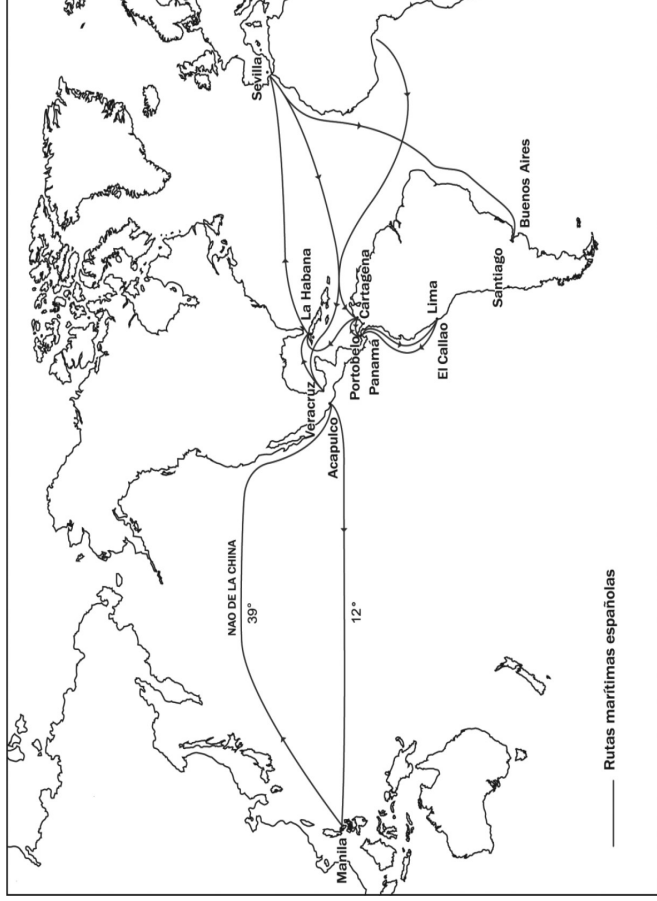 NAO DE LA CHINA
39°
12°
Manila
Acapulco
Veracruz
La Habana
Portobelo
Cartagena
Panamá
Lima
El Callao
Santiago
Buenos Aires
Sevilla
Rutas marítimas españolas